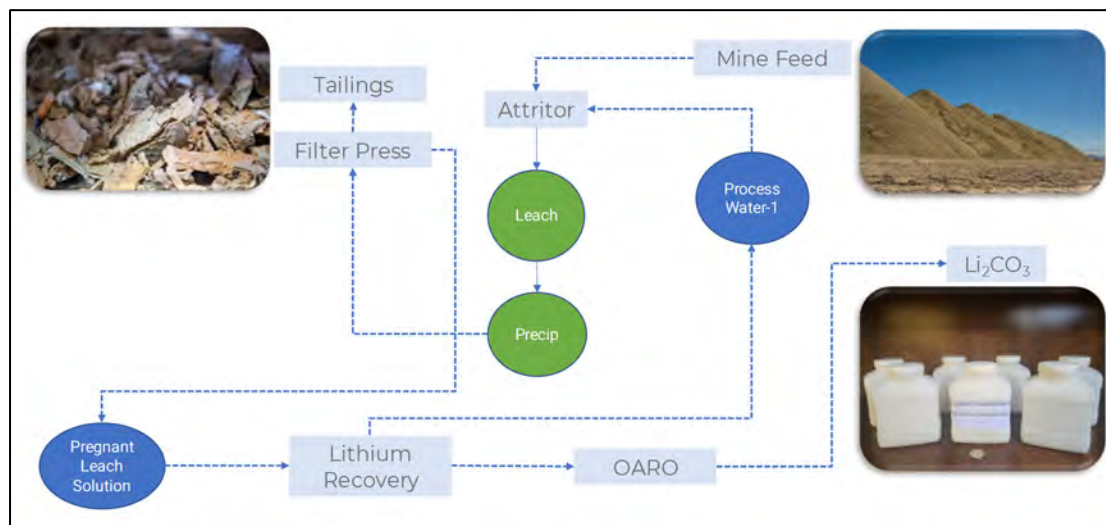 Mine Feed
Tailings
Attritor
Filter Press
Process
Water-1
Leach
Li₂CO₃
Precip
Pregnant
Leach
Solution
Lithium
Recovery
OARO